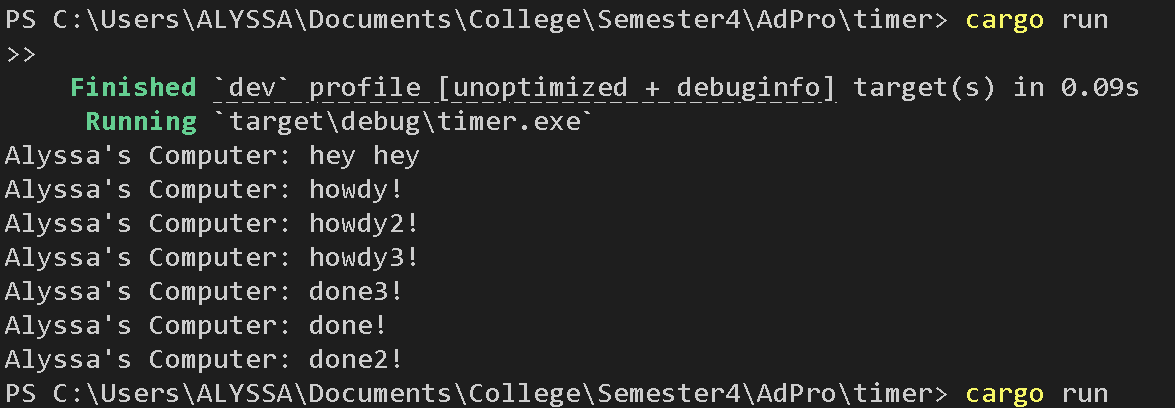 PS C:\Users\ALYSSA\Documents\College\Semester4\AdPro\timer> cargo run
>>
    Finished `dev` profile [unoptimized + debuginfo] target(s) in 0.09s
     Running `target\debug\timer.exe`
Alyssa's Computer: hey hey
Alyssa's Computer: howdy!
Alyssa's Computer: howdy2!
Alyssa's Computer: howdy3!
Alyssa's Computer: done3!
Alyssa's Computer: done!
Alyssa's Computer: done2!
PS C:\Users\ALYSSA\Documents\College\Semester4\AdPro\timer> cargo run